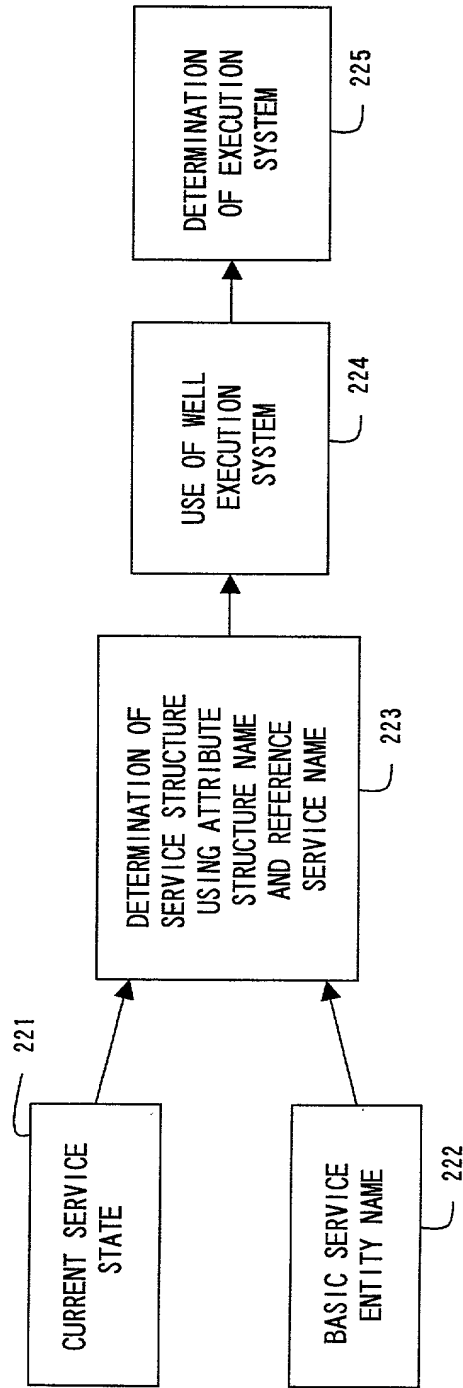 221
CURRENT SERVICE
STATE
BASIC SERVICE
ENTITY NAME
222
DETERMINATION OF
SERVICE STRUCTURE
USING ATTRIBUTE
STRUCTURE NAME
AND REFERENCE
SERVICE NAME
223
USE OF WELL
EXECUTION
SYSTEM
224
DETERMINATION
OF EXECUTION
SYSTEM
225